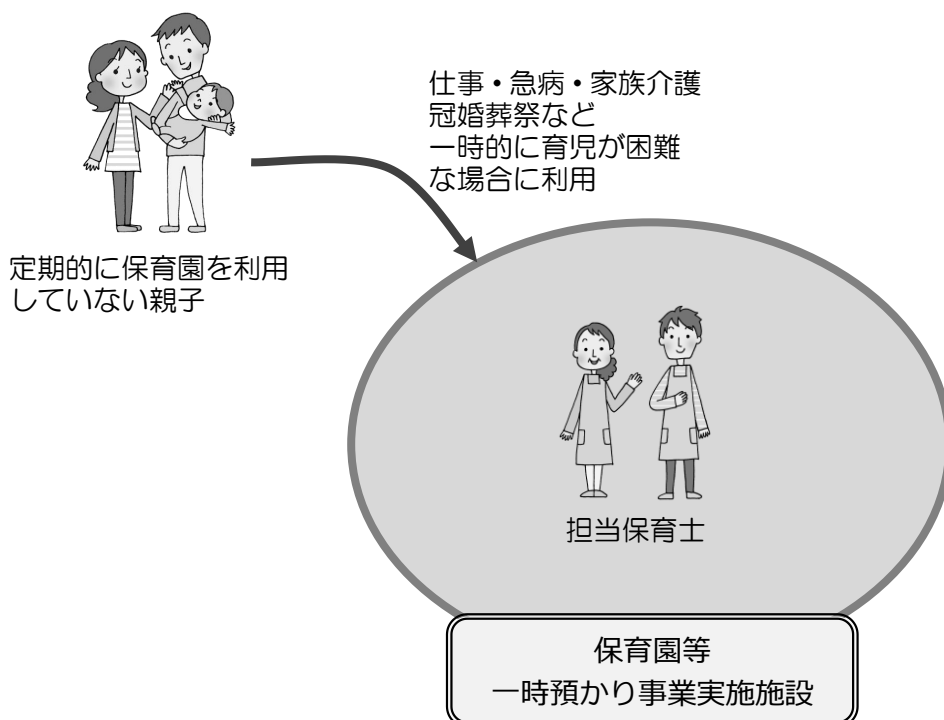 仕事・急病・家族介護
冠婚葬祭など
一時的に育児が困難
な場合に利用
定期的に保育園を利用
していない親子
担当保育士
保育園等
一時預かり事業実施施設